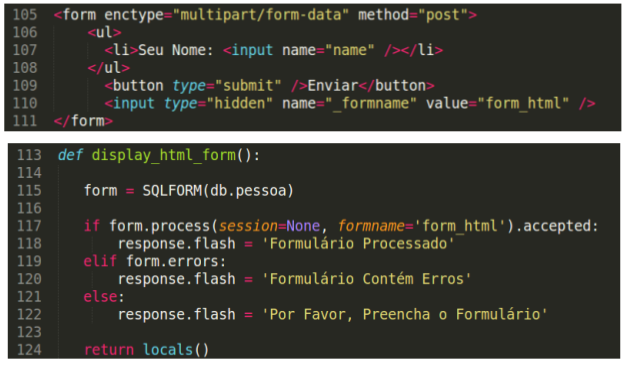 105 <form enctype="multipart/form-data" method="post">
106 <ul>
107 <li>Seu Nome: <input name="name" /></li>
108 </ul>
109 <button type="submit" />Enviar</button>
110 <input type="hidden" name="_formname" value="form_html" />
111 </form>
113 def display_html_form():
114
115 form = SQLFORM(db.pessoa)
116
117 if form.process(session=None, formname='form_html').accepted:
118 response.flash = 'Formulário Processado'
119 elif form.errors:
120 response.flash = 'Formulário Contém Erros'
121 else:
122 response.flash = 'Por Favor, Preencha o Formulário'
123
124 return locals()